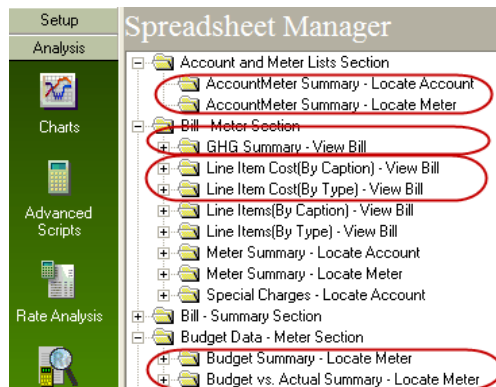 Setup
Analysis
Charts
Advanced
Scripts
Rate Analysis
Spreadsheet Manager
Account and Meter Lists Section
AccountMeter Summary - Locate Account
AccountMeter Summary - Locate Meter
Bill - Meter Section
GHG Summary - View Bill
Line Item Cost(By Caption) - View Bill
Line Item Cost(By Type) - View Bill
Line Items(By Caption) - View Bill
Line Items(By Type) - View Bill
Meter Summary - Locate Account
Meter Summary - Locate Meter
Special Charges - Locate Account
Bill - Summary Section
Budget Data - Meter Section
Budget Summary - Locate Meter
Budget vs. Actual Summary - Locate Meter